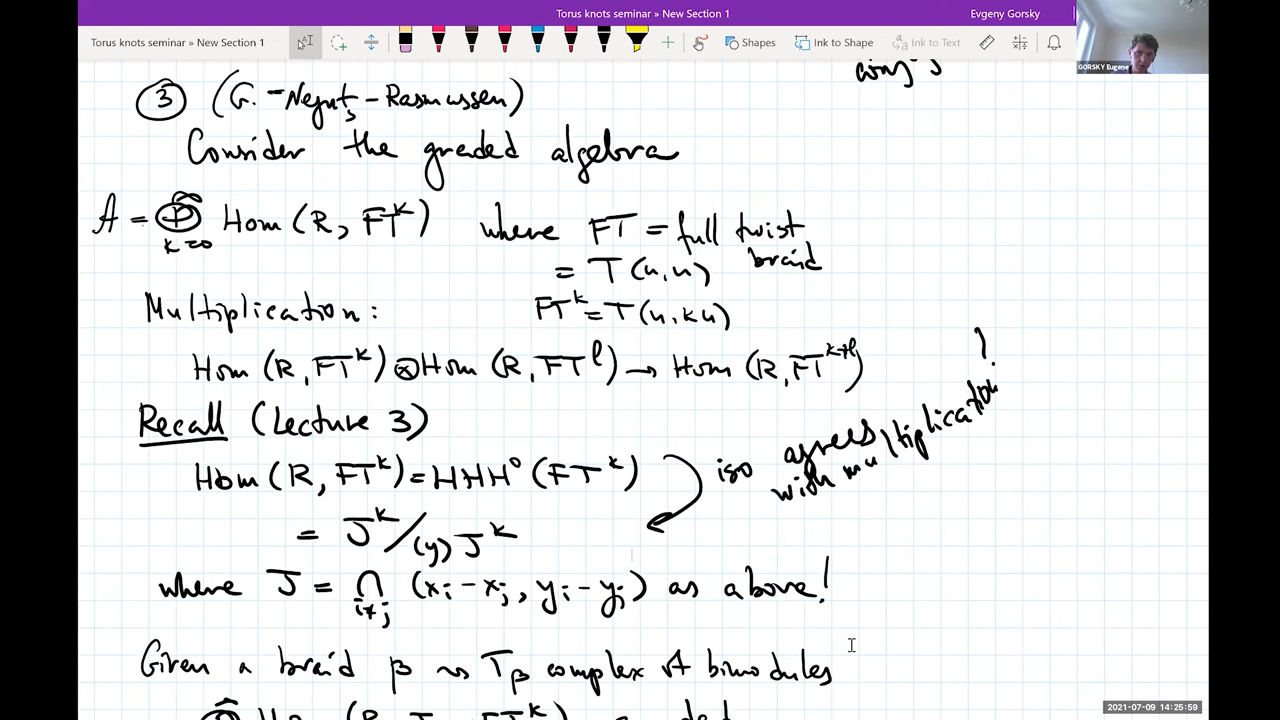 Torus knots seminar » New Section 1
Evgeny Gorsky
Torus knots seminar » New Section 1
Shapes
Ink to Shape
Ink to Text
GORSKY Eugene
conj-s
③ (G.-Neguț-Rasmussen)
Consider the graded algebra
A = ⊕_{k=0}^∞ Hom(R, FT^k) where FT = full twist braid
= T(n,n)
Multiplication: FT^k = T(n,kn)
Hom(R,FT^k) ⊗ Hom(R,FT^l) → Hom(R,FT^{k+l})
Recall (Lecture 3)
Hom(R,FT^k) = HHH^0(FT^k)
iso agrees with multiplication!
= J^k/(y)J^k
where J = ∩_{i≠j} (x_i-x_j, y_i-y_j) as above!
Given a braid β ⇝ T_β complex of bimodules
2021-07-09 14:25:59